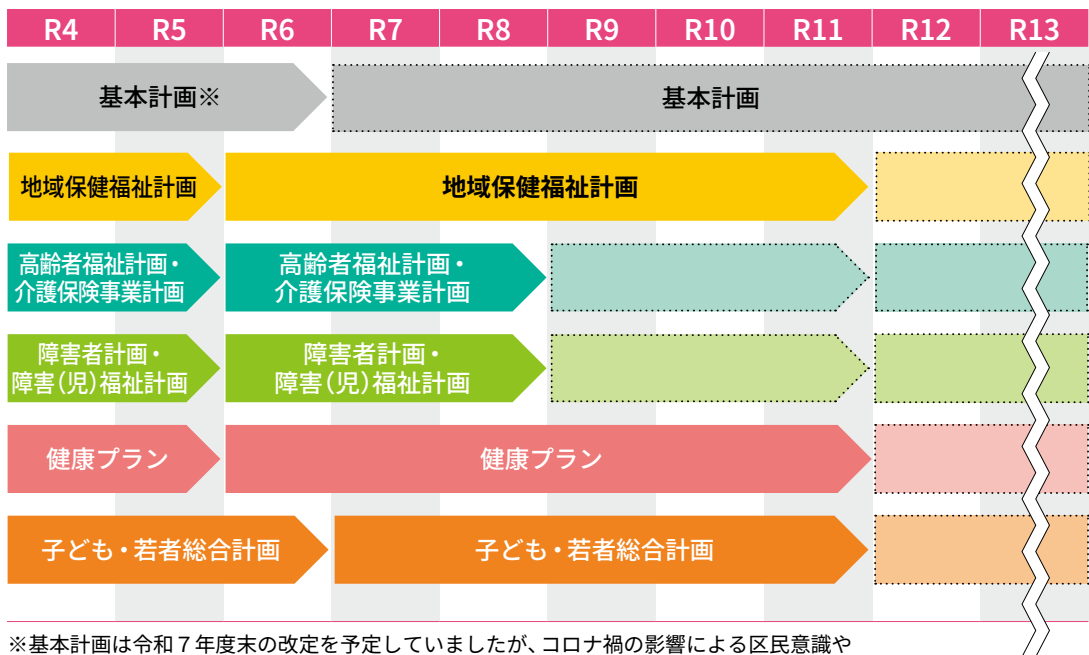 R4 R5 R6 R7 R8 R9 R10 R11 R12 R13
基本計画※ 基本計画
地域保健福祉計画 地域保健福祉計画
高齢者福祉計画・
介護保険事業計画
高齢者福祉計画・
介護保険事業計画
障害者計画・
障害(児)福祉計画
障害者計画・
障害(児)福祉計画
健康プラン 健康プラン
子ども・若者総合計画 子ども・若者総合計画
※基本計画は令和7年度末の改定を予定していましたが、コロナ禍の影響による区民意識や